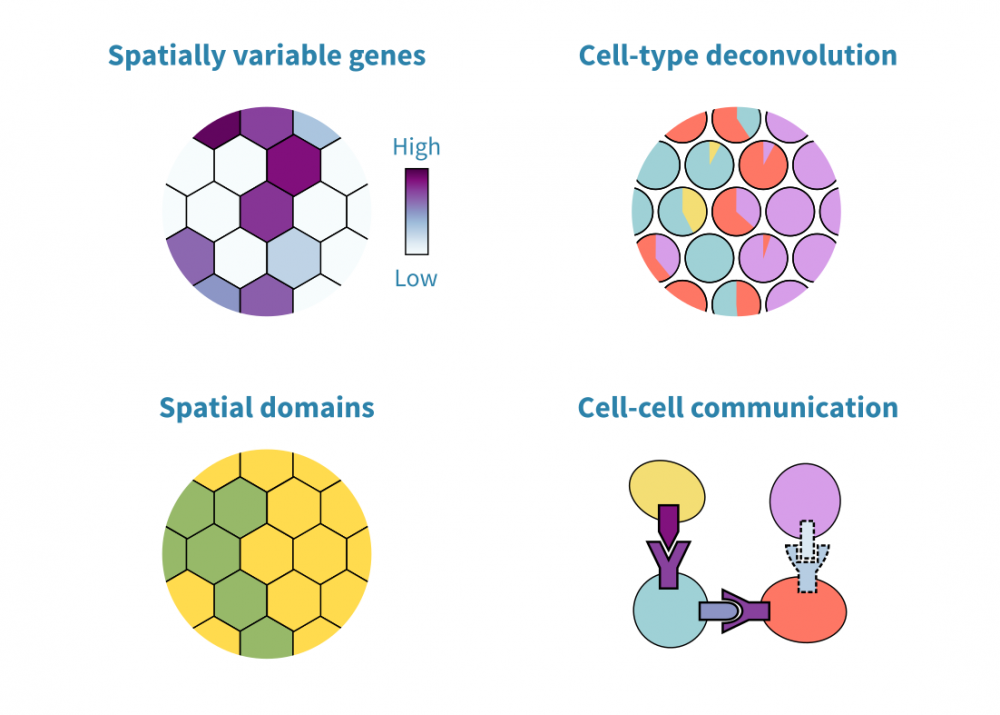 Spatially variable genes
Cell-type deconvolution
High
Low
Spatial domains
Cell-cell communication